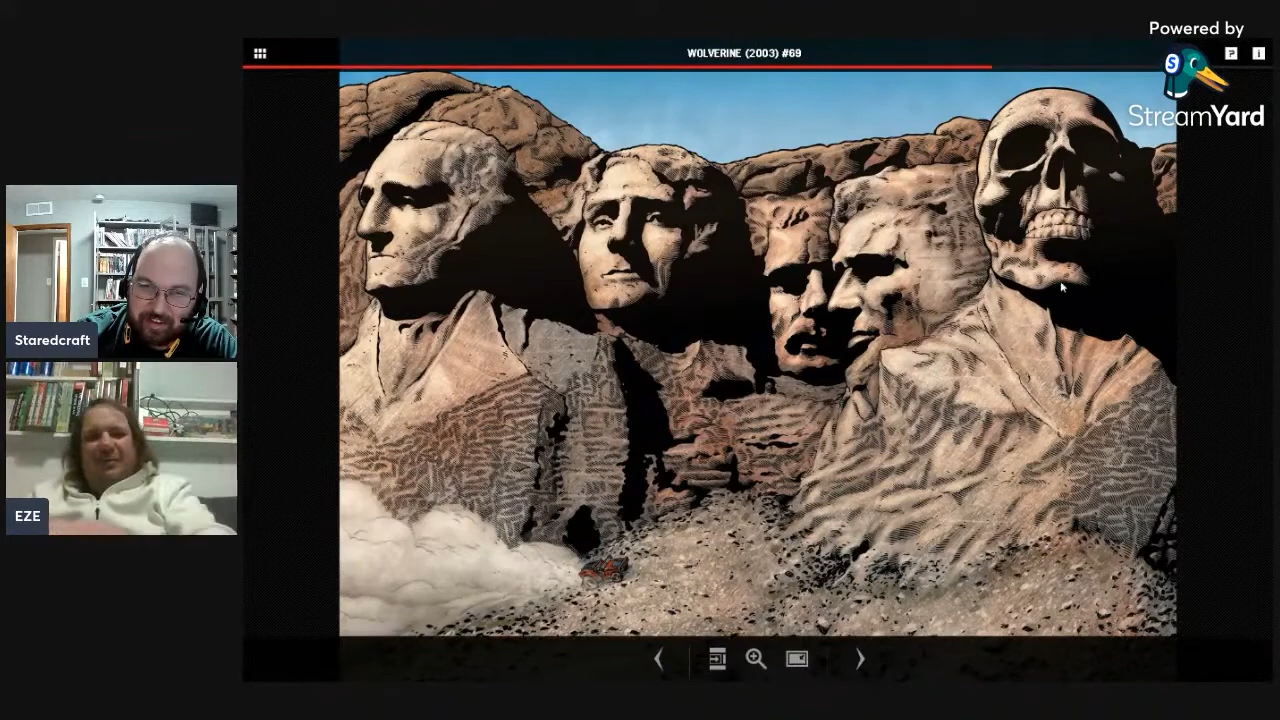 Powered by
WOLVERINE (2003) #69
? i
S
StreamYard
Staredcraft
EZE